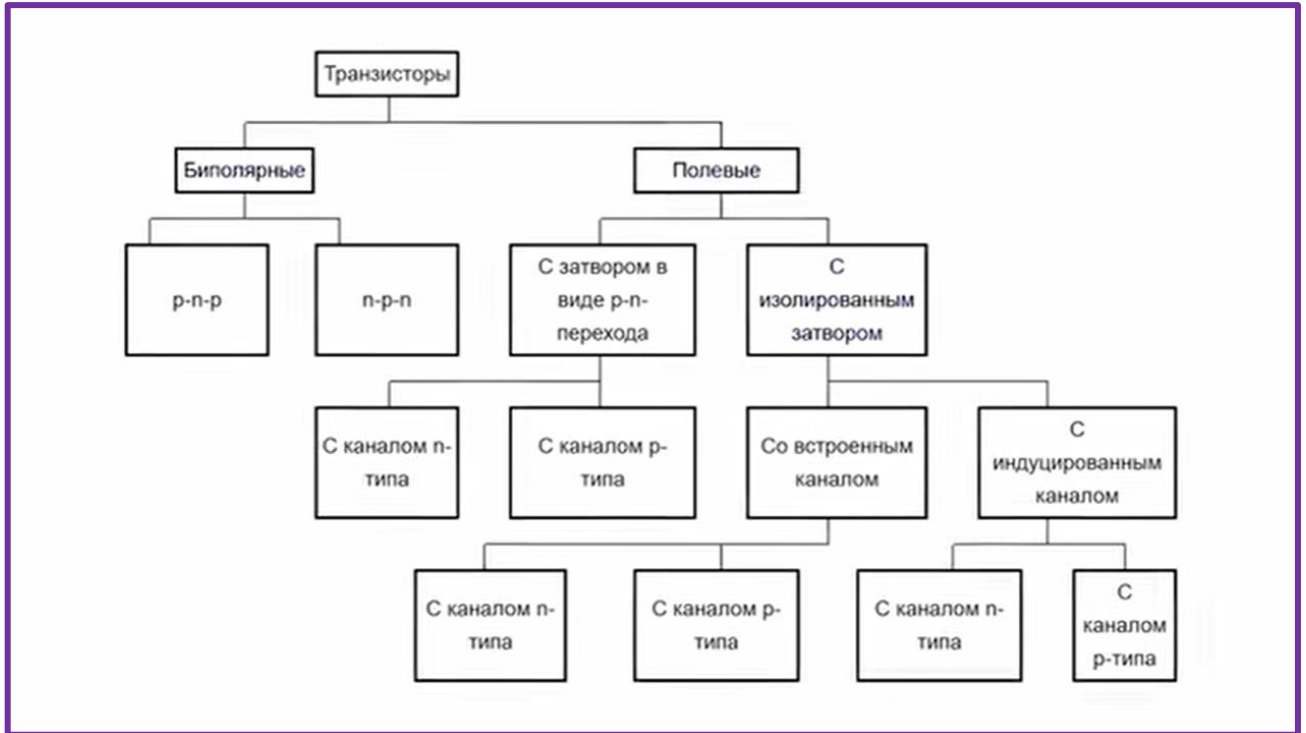 Транзисторы
Биполярные
Полевые
p-n-p
n-p-n
С затвором в
виде p-n-
перехода
С
изолированным
затвором
С каналом n-
типа
С каналом p-
типа
Со встроенным
каналом
С
индуцированным
каналом
С каналом n-
типа
С каналом p-
типа
С каналом n-
типа
С
каналом
p-типа